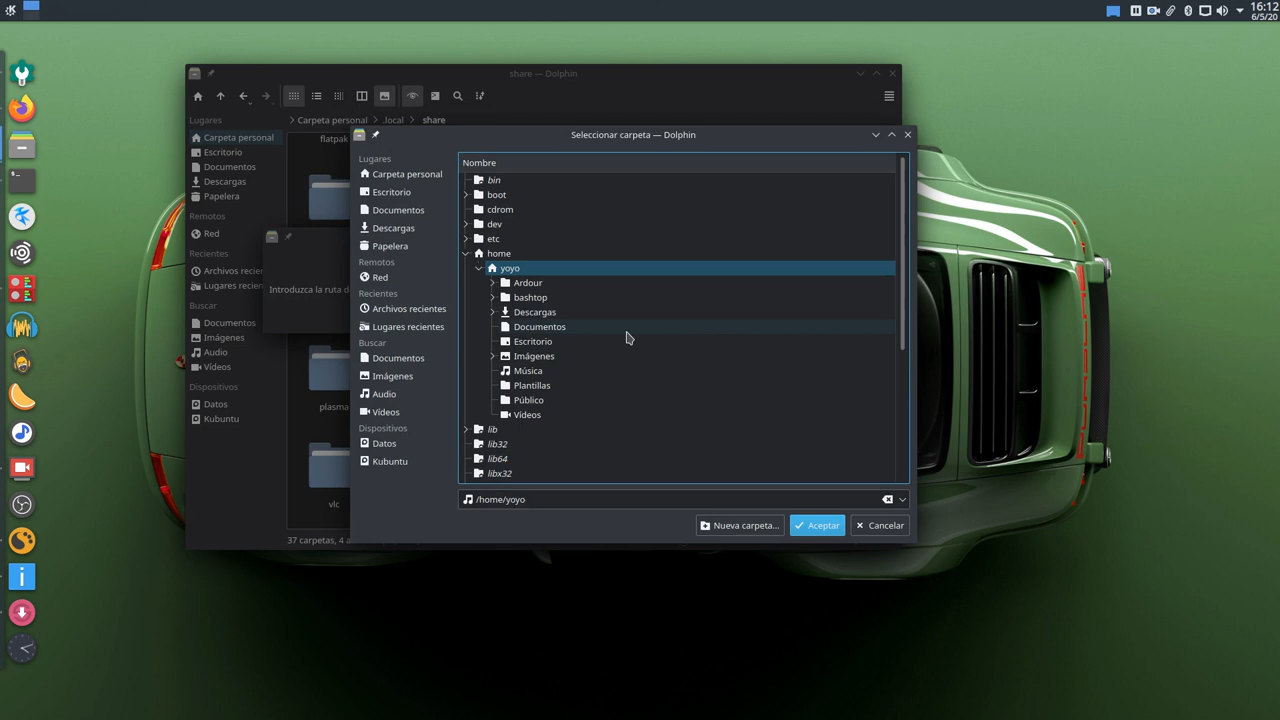 16:12
6/5/20
share — Dolphin
Lugares
Carpeta personal
Escritorio
Documentos
Descargas
Papelera
Remotos
Red
Recientes
Archivos recien
Lugares recien
Buscar
Documentos
Imágenes
Audio
Vídeos
Dispositivos
Datos
Kubuntu
Carpeta personal
.local
share
flatpak
plasma
vlc
37 carpetas, 4 a
Introduzca la ruta d
Seleccionar carpeta — Dolphin
Lugares
Carpeta personal
Escritorio
Documentos
Descargas
Papelera
Remotos
Red
Recientes
Archivos recientes
Lugares recientes
Buscar
Documentos
Imágenes
Audio
Vídeos
Dispositivos
Datos
Kubuntu
Nombre
bin
boot
cdrom
dev
etc
home
yoyo
Ardour
bashtop
Descargas
Documentos
Escritorio
Imágenes
Música
Plantillas
Público
Vídeos
lib
lib32
lib64
libx32
/home/yoyo
Nueva carpeta...
Aceptar
Cancelar